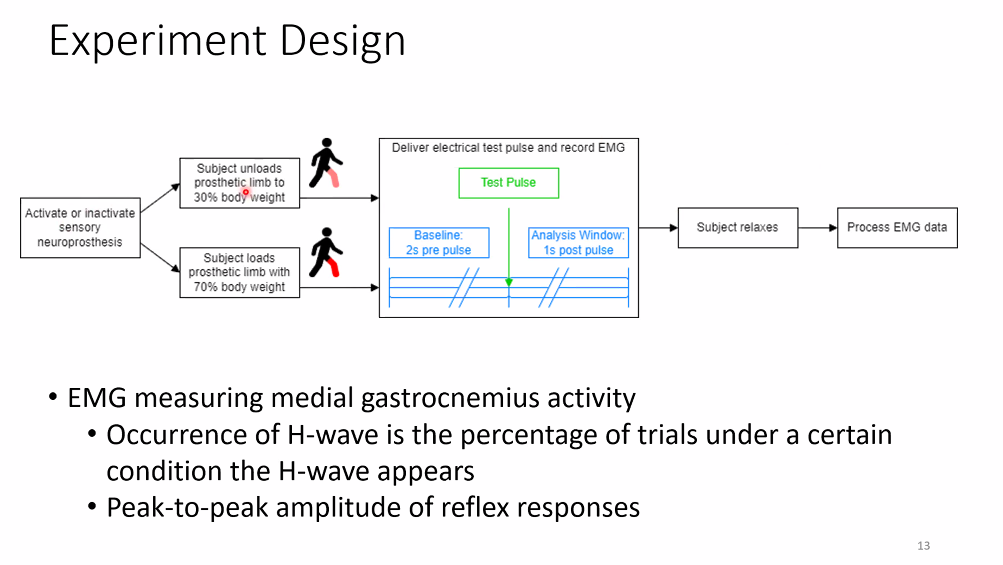 Experiment Design
Activate or inactivate
sensory
neuroprosthesis
Subject unloads
prosthetic limb to
30% body weight
Subject loads
prosthetic limb with
70% body weight
Deliver electrical test pulse and record EMG
Test Pulse
Baseline:
2s pre pulse
Analysis Window:
1s post pulse
Subject relaxes
Process EMG data
• EMG measuring medial gastrocnemius activity
• Occurrence of H-wave is the percentage of trials under a certain
condition the H-wave appears
• Peak-to-peak amplitude of reflex responses
13